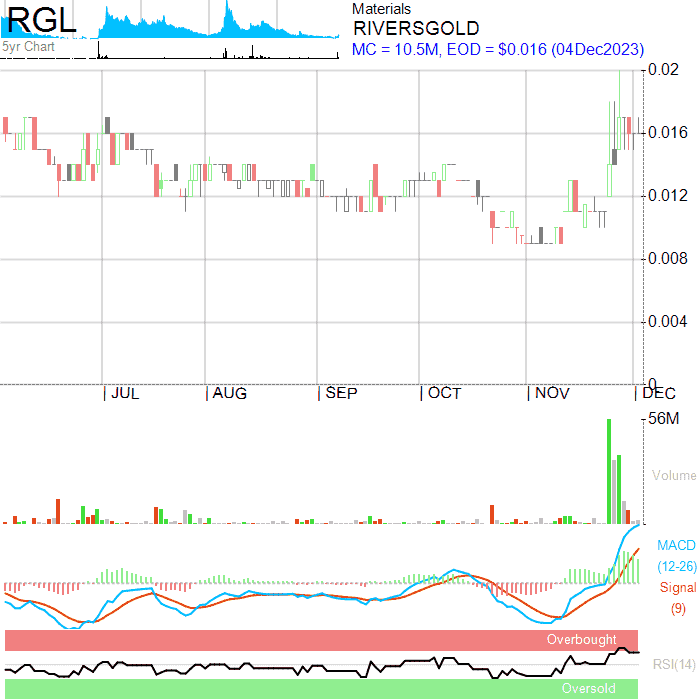 RGL
5yr Chart
Materials
RIVERSGOLD
MC = 10.5M, EOD = $0.016 (04Dec2023)
0.02
0.016
0.012
0.008
0.004
0
JUL AUG SEP OCT NOV DEC
56M
Volume
MACD
(12-26)
Signal
(9)
Overbought
RSI(14)
Oversold